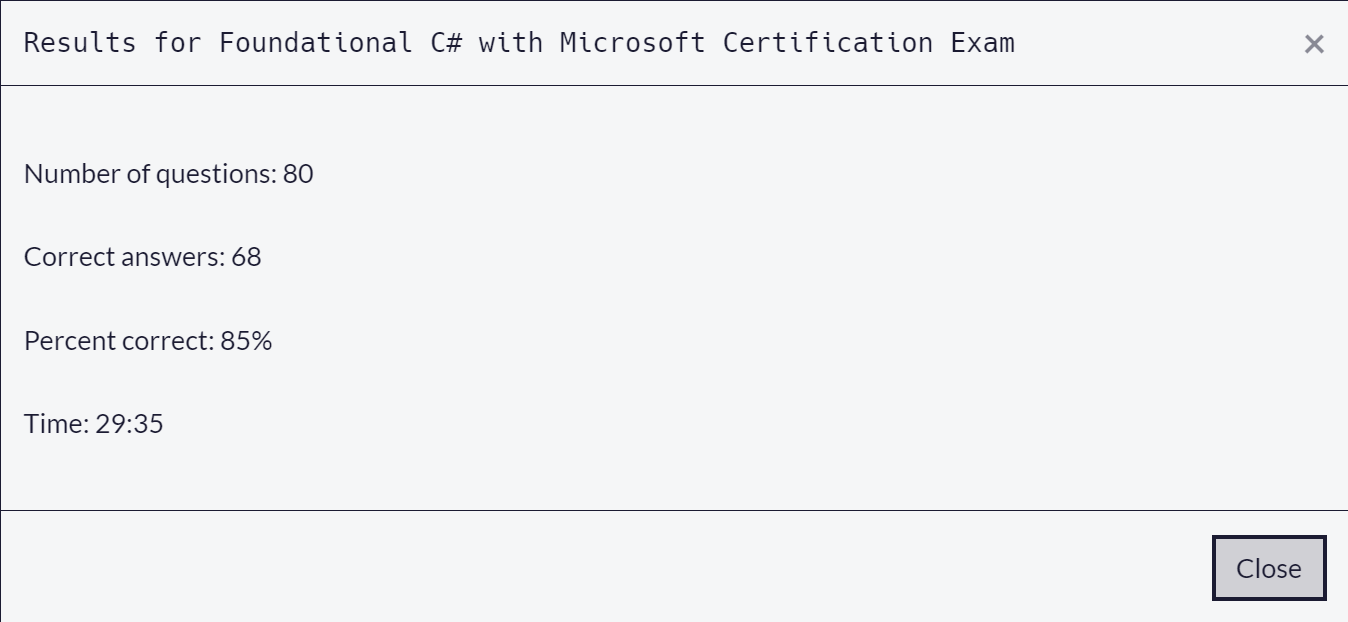 Results for Foundational C# with Microsoft Certification Exam
×
Number of questions: 80
Correct answers: 68
Percent correct: 85%
Time: 29:35
Close